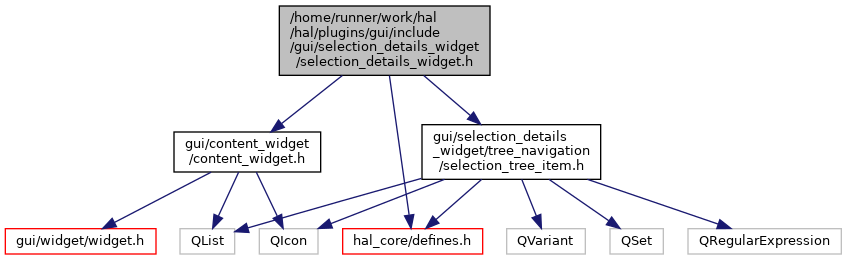 /home/runner/work/hal
/hal/plugins/gui/include
/gui/selection_details_widget
/selection_details_widget.h
gui/content_widget
/content_widget.h
gui/selection_details
_widget/tree_navigation
/selection_tree_item.h
gui/widget/widget.h
QList
QIcon
hal_core/defines.h
QVariant
QSet
QRegularExpression